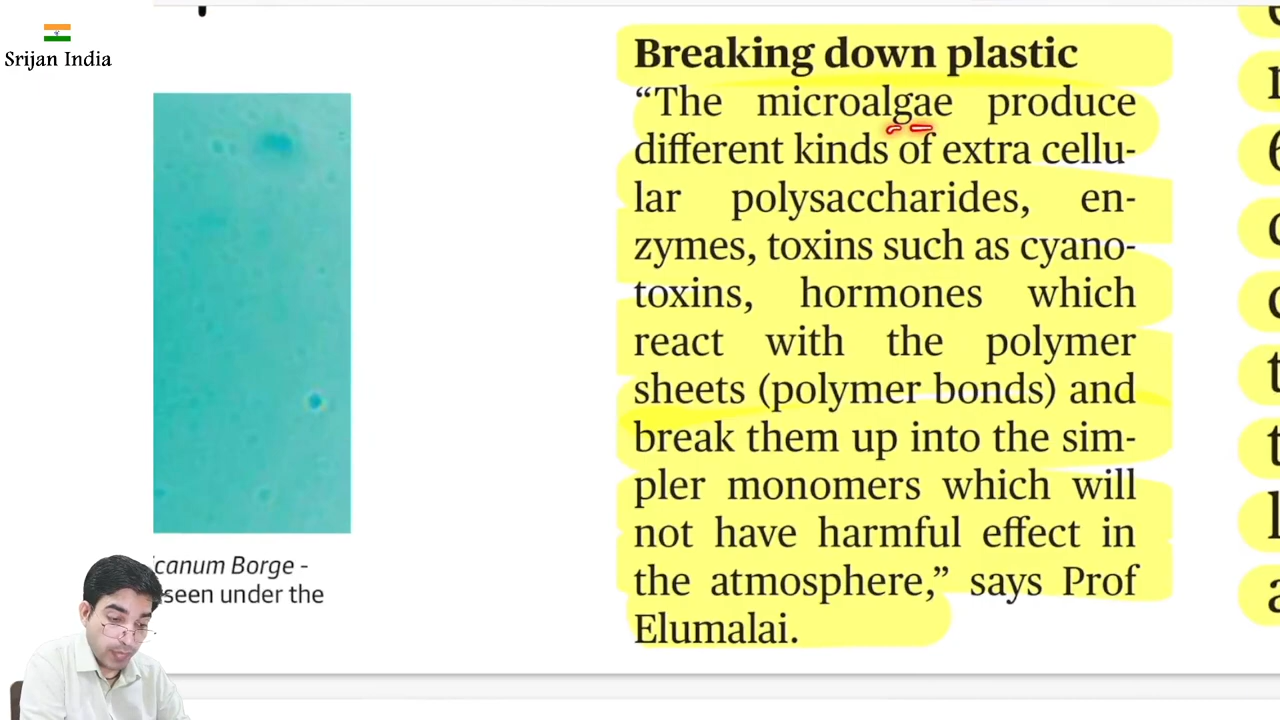 Srijan India
Breaking down plastic
“The microalgae produce
different kinds of extra cellu-
lar polysaccharides, en-
zymes, toxins such as cyano-
toxins, hormones which
react with the polymer
sheets (polymer bonds) and
break them up into the sim-
pler monomers which will
not have harmful effect in
the atmosphere,” says Prof
Elumalai.
canum Borge -
seen under the